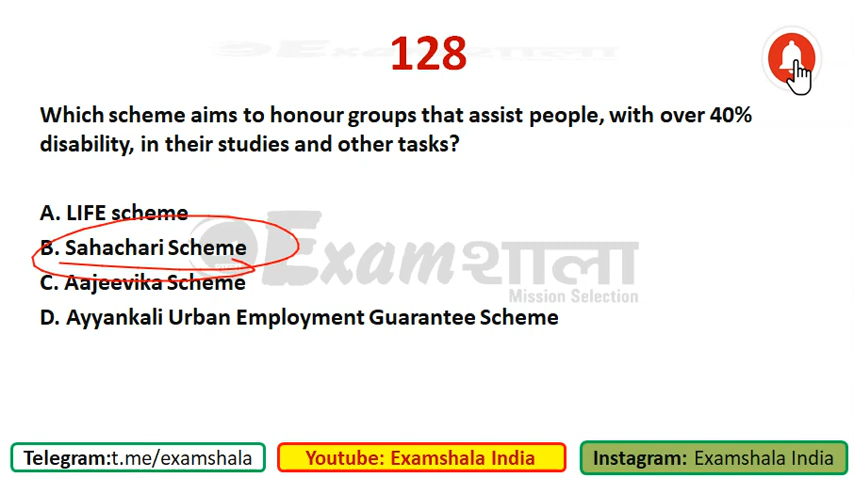 128
Which scheme aims to honour groups that assist people, with over 40%
disability, in their studies and other tasks?
A. LIFE scheme
B. Sahachari Scheme
C. Aajeevika Scheme
D. Ayyankali Urban Employment Guarantee Scheme
Examशाला
Mission Selection
Telegram:t.me/examshala
Youtube: Examshala India
Instagram: Examshala India